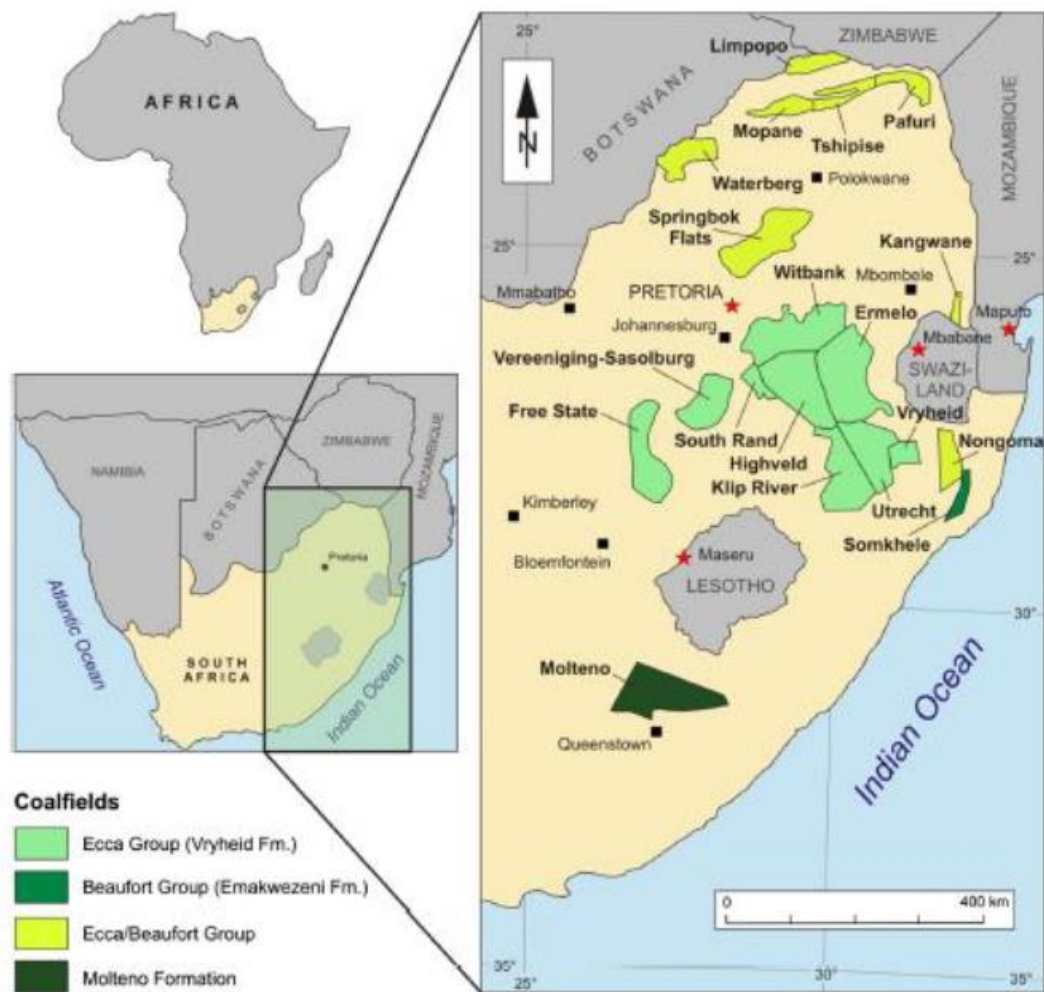 AFRICA
NAMIBIA
BOTSWANA
ZIMBABWE
MOZAMBIQUE
Pretoria
SOUTH
AFRICA
Atlantic Ocean
Indian Ocean
Coalfields
Ecca Group (Vryheid Fm.)
Beaufort Group (Emakwezeni Fm.)
Ecca/Beaufort Group
Molteno Formation
25°
ZIMBABWE
Limpopo
BOTSWANA
MOZAMBIQUE
N
Pafuri
Mopane
Tshipise
Waterberg
Polokwane
Springbok
Flats
25°
Kangwane
25°
Witbank
Mbombele
Mmabatho
PRETORIA
Ermelo
Maputo
Johannesburg
Mbabane
Vereeniging-Sasolburg
SWAZI-
LAND
Free State
Vryheid
South Rand
Nongoma
Highveld
Klip River
Kimberley
Utrecht
Somkhele
Bloemfontein
Maseru
LESOTHO
30°
Molteno
Queenstown
Indian Ocean
0
400 km
35°
25°
30°
35°